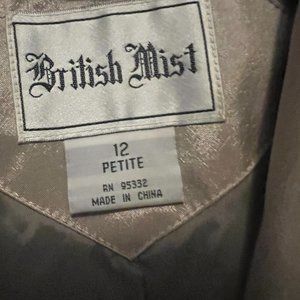 British Mist
12
PETITE
RN 95332
MADE IN CHINA